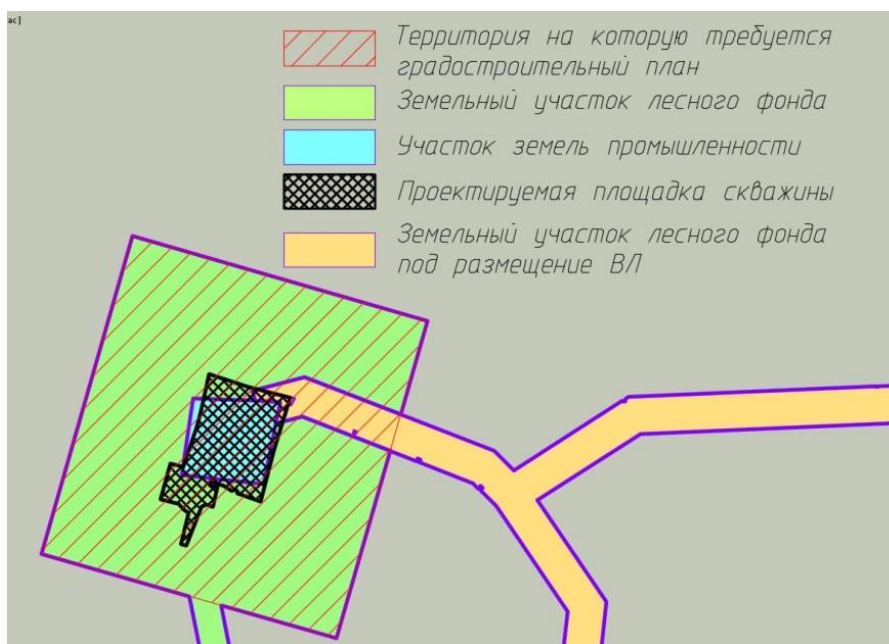 ас]
Территория на которую требуется
градостроительный план
Земельный участок лесного фонда
Участок земель промышленности
Проектируемая площадка скважины
Земельный участок лесного фонда
под размещение ВЛ